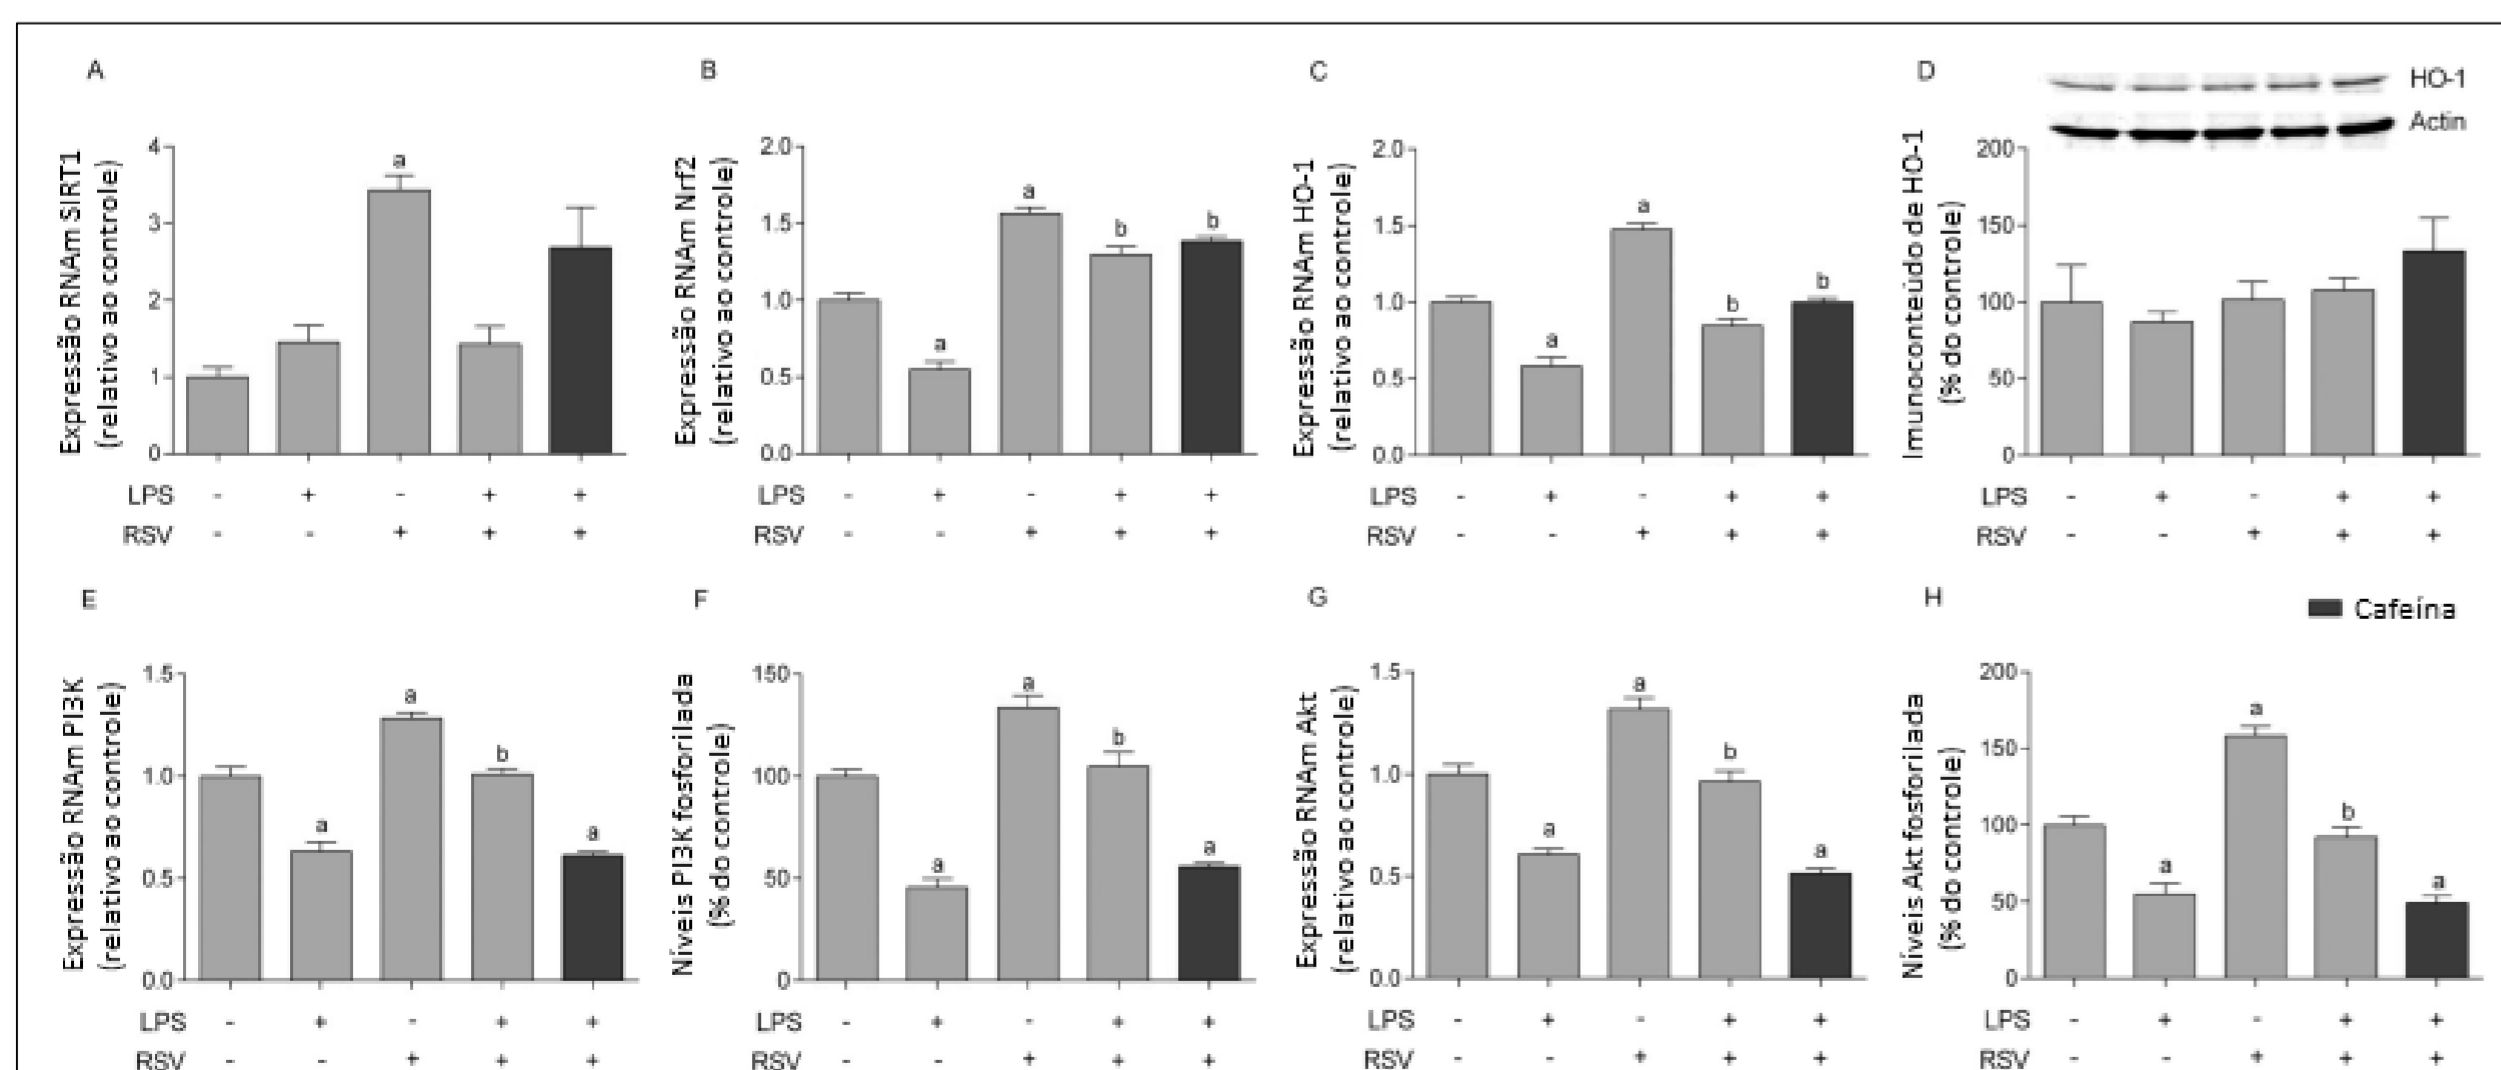 A
Expressão RNAm SIRT1
(relativo ao controle)
4
3
2
1
0
a
LPS - + - + +
RSV - - + + +
B
Expressão RNAm Nrf2
(relativo ao controle)
2.0
1.5
1.0
0.5
0.0
a
a
b
b
LPS - + - + +
RSV - - + + +
C
Expressão RNAm HO-1
(relativo ao controle)
2.0
1.5
1.0
0.5
0.0
a
a
b
b
LPS - + - + +
RSV - - + + +
D
HO-1
Actin
Imunoconteúdo de HO-1
(% do controle)
200
150
100
50
0
LPS - + - + +
RSV - - + + +
E
Expressão RNAm PI3K
(relativo ao controle)
1.5
1.0
0.5
0.0
a
a
b
a
LPS - + - + +
RSV - - + + +
F
Níveis PI3K fosforilada
(% do controle)
150
100
50
0
a
a
b
a
LPS - + - + +
RSV - - + + +
G
Expressão RNAm Akt
(relativo ao controle)
1.5
1.0
0.5
0.0
a
a
b
a
LPS - + - + +
RSV - - + + +
H
Cafeína
Níveis Akt fosforilada
(% do controle)
200
150
100
50
0
a
a
b
a
LPS - + - + +
RSV - - + + +